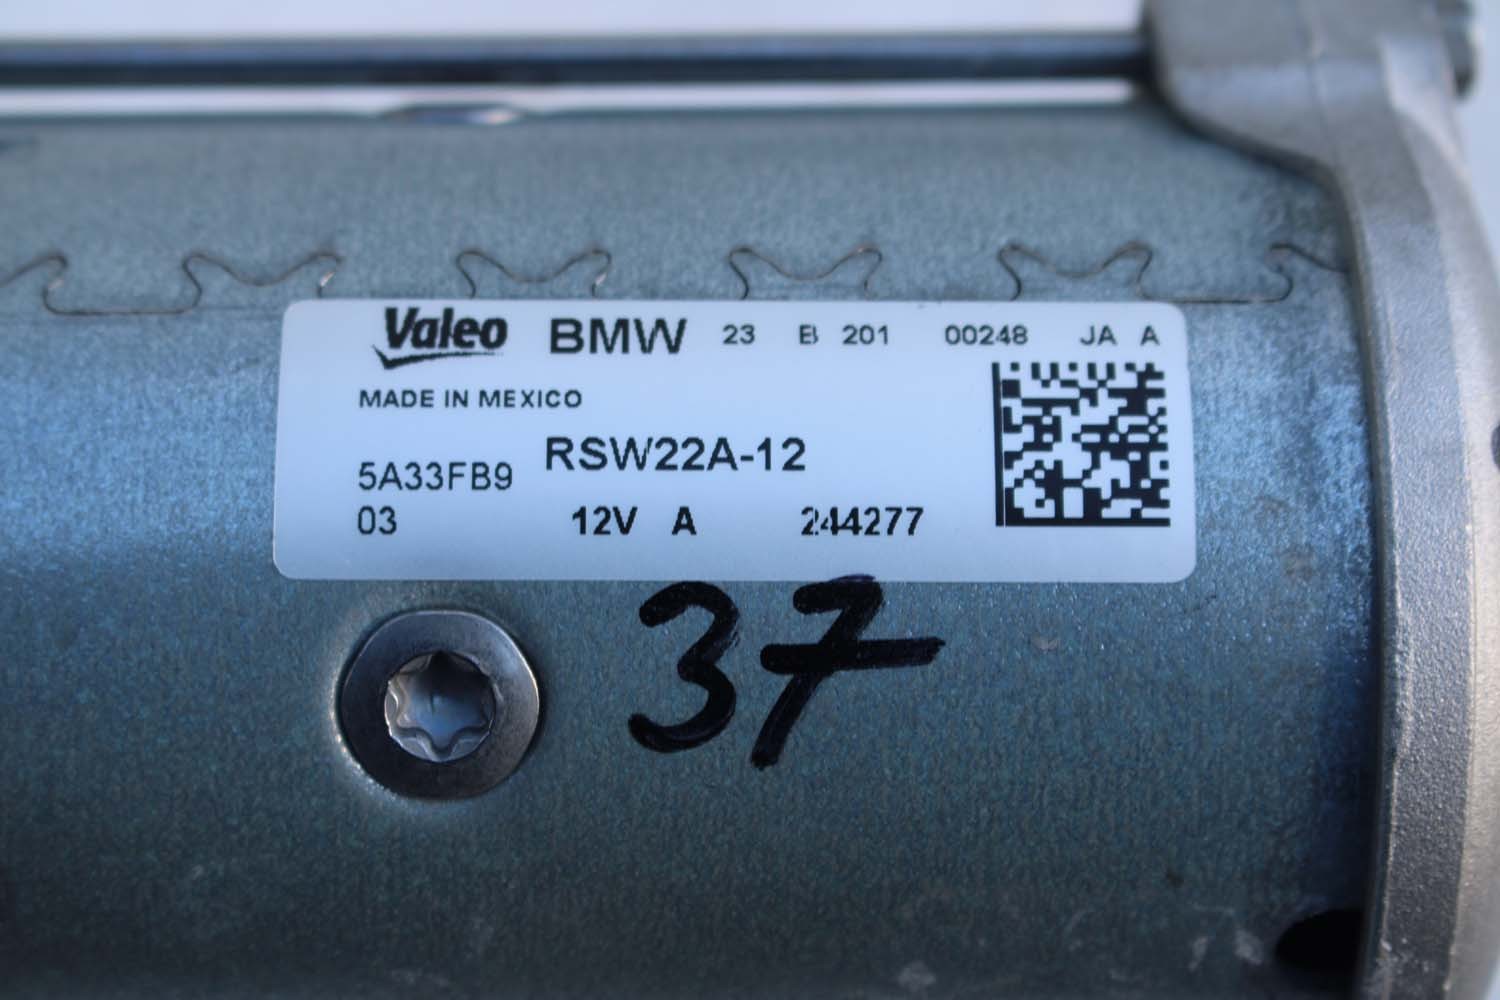 Valeo BMW 23 B 201 00248 JA A
MADE IN MEXICO
RSW22A-12
5A33FB9
03 12V A 244277
37